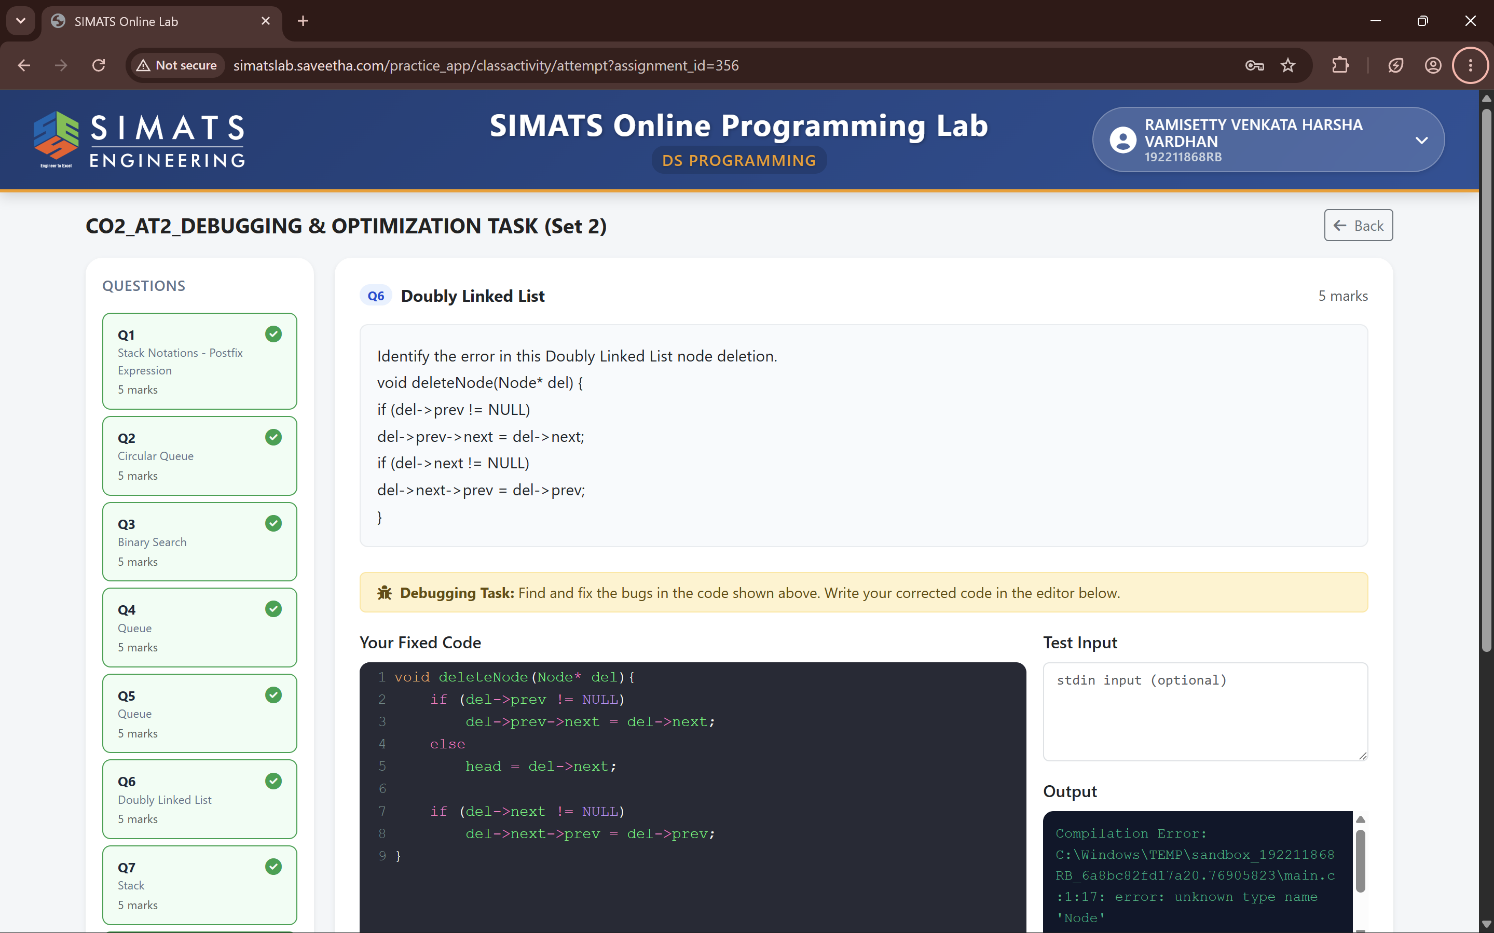 SIMATS Online Lab
Not secure
simatslab.saveetha.com/practice_app/classactivity/attempt?assignment_id=356
SIMATS
ENGINEERING
Engineer to Excel
SIMATS Online Programming Lab
DS PROGRAMMING
RAMISETTY VENKATA HARSHA
VARDHAN
192211868RB
CO2_AT2_DEBUGGING & OPTIMIZATION TASK (Set 2)
Back
QUESTIONS
Q1
Stack Notations - Postfix
Expression
5 marks
Q2
Circular Queue
5 marks
Q3
Binary Search
5 marks
Q4
Queue
5 marks
Q5
Queue
5 marks
Q6
Doubly Linked List
5 marks
Q7
Stack
5 marks
Q6 Doubly Linked List
5 marks
Identify the error in this Doubly Linked List node deletion.
void deleteNode(Node* del) {
if (del->prev != NULL)
del->prev->next = del->next;
if (del->next != NULL)
del->next->prev = del->prev;
}
Debugging Task: Find and fix the bugs in the code shown above. Write your corrected code in the editor below.
Your Fixed Code
1 void deleteNode(Node* del){
2     if (del->prev != NULL)
3         del->prev->next = del->next;
4     else
5         head = del->next;
6
7     if (del->next != NULL)
8         del->next->prev = del->prev;
9 }
Test Input
stdin input (optional)
Output
Compilation Error:
C:\Windows\TEMP\sandbox_192211868
RB_6a8bc82fd17a20.76905823\main.c
:1:17: error: unknown type name
'Node'